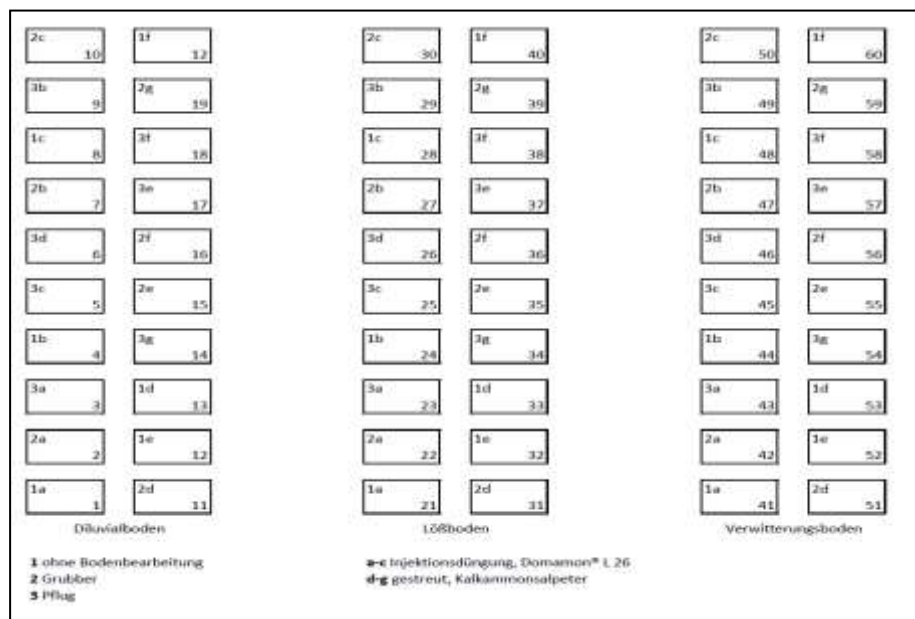 2c 1f 2c 1f 2c 1f
10 12 30 40 50 60
3b 2g 3b 2g 3b 2g
9 19 29 39 49 59
1c 3f 1c 3f 1c 3f
8 18 28 38 48 58
2b 3e 2b 3e 2b 3e
7 17 27 37 47 57
3d 2f 3d 2f 3d 2f
6 16 26 36 46 56
3c 2e 3c 2e 3c 2e
5 15 25 35 45 55
1b 3g 1b 3g 1b 3g
4 14 24 34 44 54
3a 1d 3a 1d 3a 1d
3 13 23 33 43 53
2a 1e 2a 1e 2a 1e
2 12 22 32 42 52
1a 2d 1a 2d 1a 2d
1 11 21 31 41 51
Diluvialboden Lößboden Verwitterungsboden
1 ohne Bodenbearbeitung a-c Injektionsdüngung, Domamon® L 26
2 Grubber d-g gestreut, Kalkammonsalpeter
3 Pflug